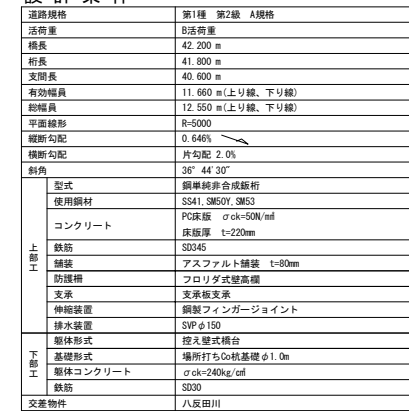 設計条件
道路規格 第1種 第2級 A規格
活荷重 B活荷重
橋長 42.200 m
桁長 41.800 m
支間長 40.600 m
有効幅員 11.660 m(上り線、下り線)
総幅員 12.550 m(上り線、下り線)
平面線形 R=5000
縦断勾配 0.646%
横断勾配 片勾配 2.0%
斜角 36° 44′30″
上部工
型式 鋼単純非合成鈑桁
使用鋼材 SS41,SM50Y,SM53
コンクリート PC床版 σck=50N/m㎡
床版厚 t=220mm
鉄筋 SD345
舗装 アスファルト舗装 t=80mm
防護柵 フロリダ式壁高欄
支承 支承板支承
伸縮装置 鋼製フィンガージョイント
排水装置 SVPφ150
下部工
躯体形式 控え壁式橋台
基礎形式 場所打ちCo杭基礎φ1.0m
躯体コンクリート σck=240kg/c㎡
鉄筋 SD30
交差物件 八反田川